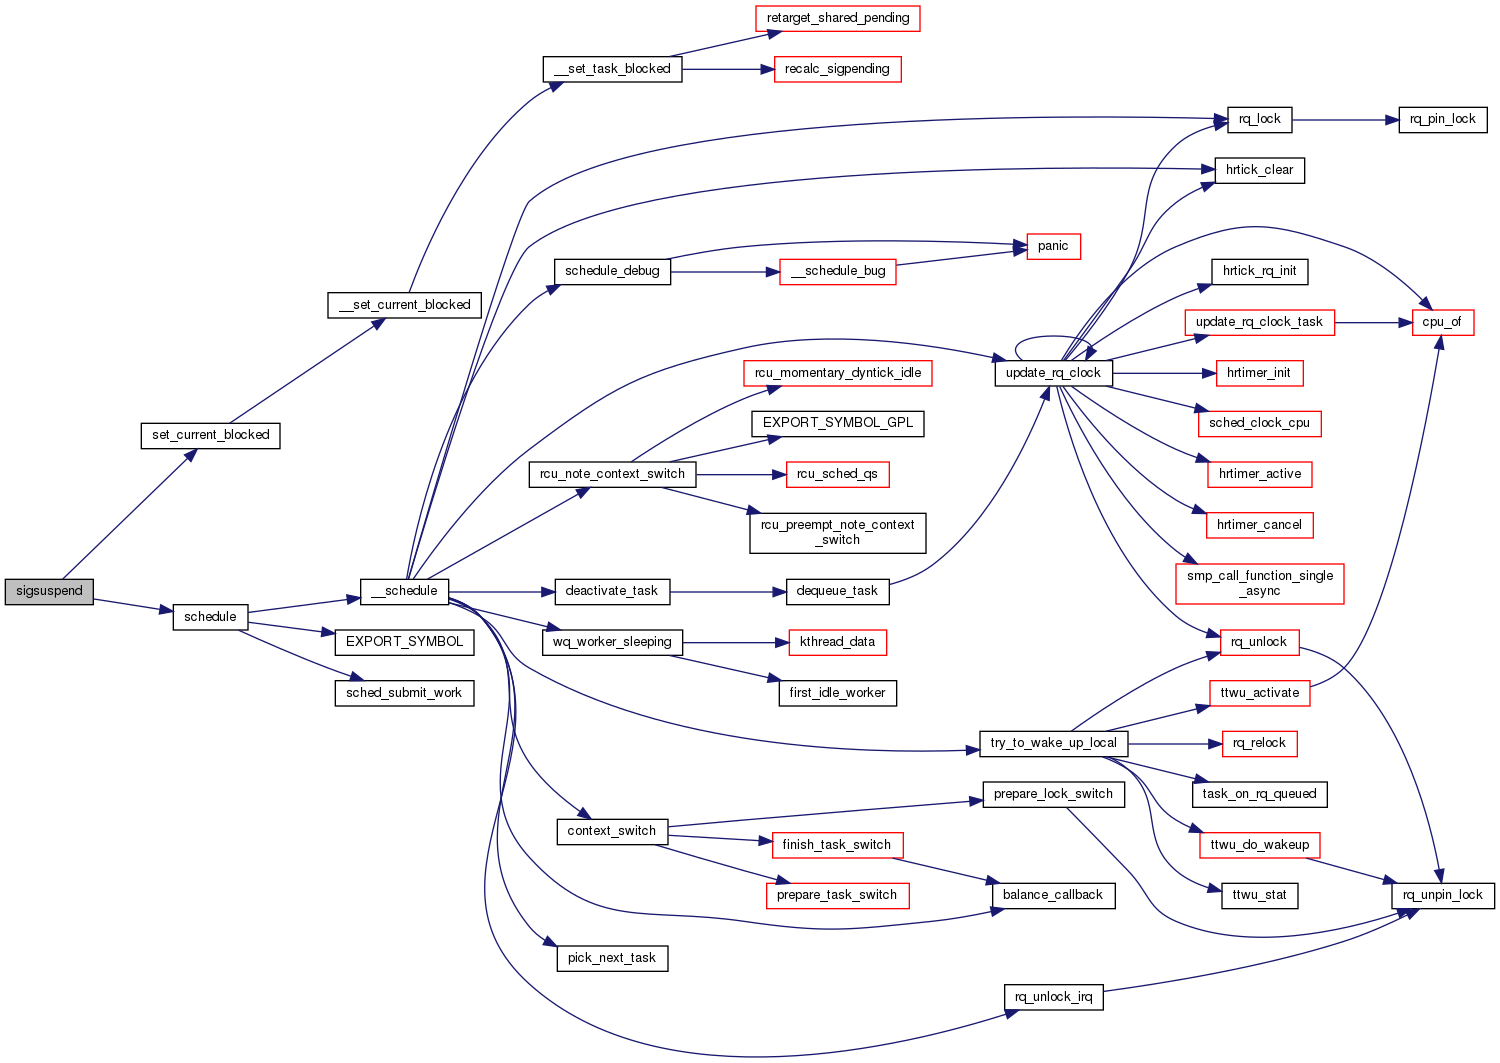 retarget_shared_pending
__set_task_blocked
recalc_sigpending
rq_lock
rq_pin_lock
hrtick_clear
panic
schedule_debug
__schedule_bug
hrtick_rq_init
__set_current_blocked
update_rq_clock_task
cpu_of
rcu_momentary_dyntick_idle
update_rq_clock
hrtimer_init
EXPORT_SYMBOL_GPL
sched_clock_cpu
set_current_blocked
rcu_note_context_switch
rcu_sched_qs
hrtimer_active
rcu_preempt_note_context
_switch
hrtimer_cancel
smp_call_function_single
_async
sigsuspend
__schedule
deactivate_task
dequeue_task
schedule
EXPORT_SYMBOL
wq_worker_sleeping
kthread_data
rq_unlock
sched_submit_work
first_idle_worker
ttwu_activate
try_to_wake_up_local
rq_relock
prepare_lock_switch
task_on_rq_queued
context_switch
finish_task_switch
ttwu_do_wakeup
prepare_task_switch
balance_callback
ttwu_stat
rq_unpin_lock
pick_next_task
rq_unlock_irq